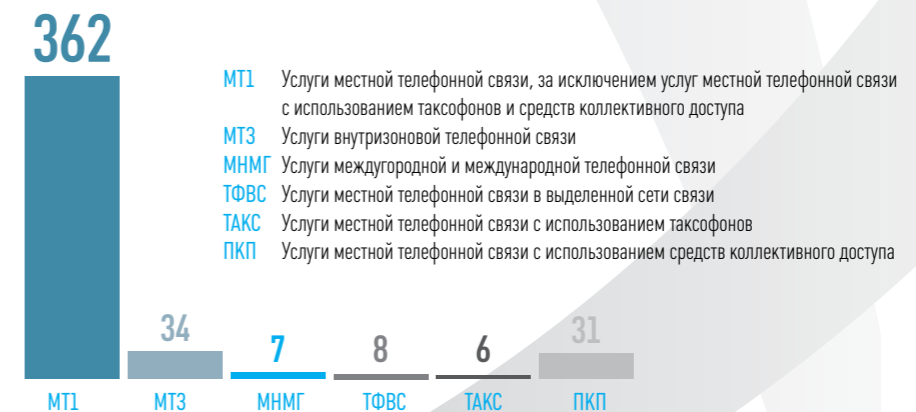 362
МТ1 Услуги местной телефонной связи, за исключением услуг местной телефонной связи
с использованием таксофонов и средств коллективного доступа
МТ3 Услуги внутризоновой телефонной связи
МНМГ Услуги междугородной и международной телефонной связи
ТФВС Услуги местной телефонной связи в выделенной сети связи
ТАКС Услуги местной телефонной связи с использованием таксофонов
ПКП Услуги местной телефонной связи с использованием средств коллективного доступа
34 7 8 6 31
МТ1 МТ3 МНМГ ТФВС ТАКС ПКП